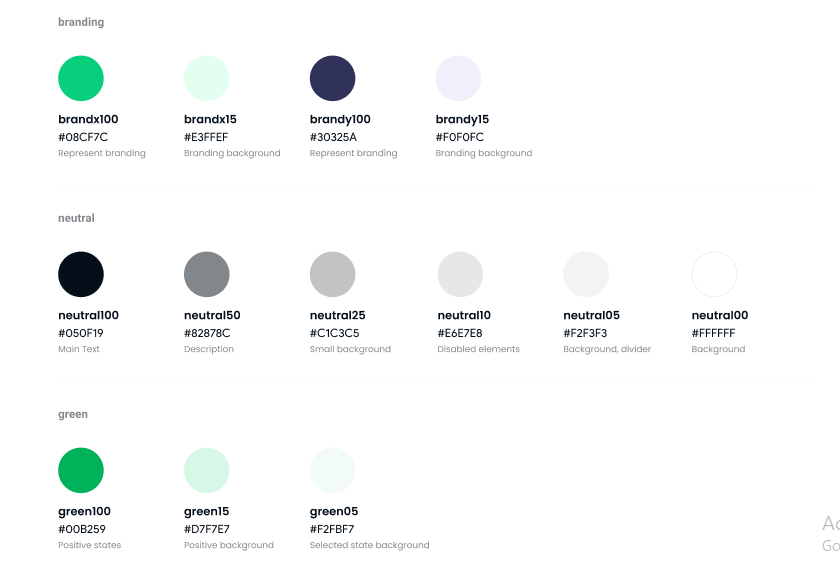 branding
brandx100 brandx15 brandy100 brandy15
#08CF7C #E3FFEF #30325A #F0F0FC
Represent branding Branding background Represent branding Branding background
neutral
neutral100 neutral50 neutral25 neutral10 neutral05 neutral00
#050F19 #82878C #C1C3C5 #E6E7E8 #F2F3F3 #FFFFFF
Main Text Description Small background Disabled elements Background, divider Background
green
green100 green15 green05
#00B259 #D7F7E7 #F2FBF7
Positive states Positive background Selected state background